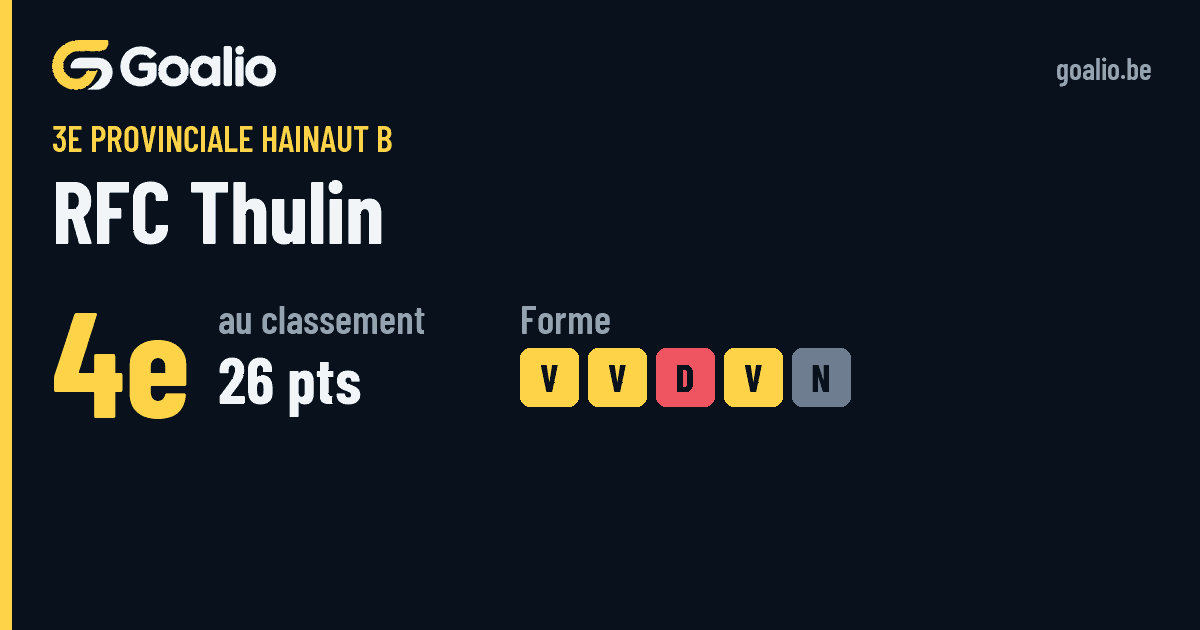 Goalio
goalio.be
3E PROVINCIALE HAINAUT B
RFC Thulin
4e
au classement
26 pts
Forme
V V D V N